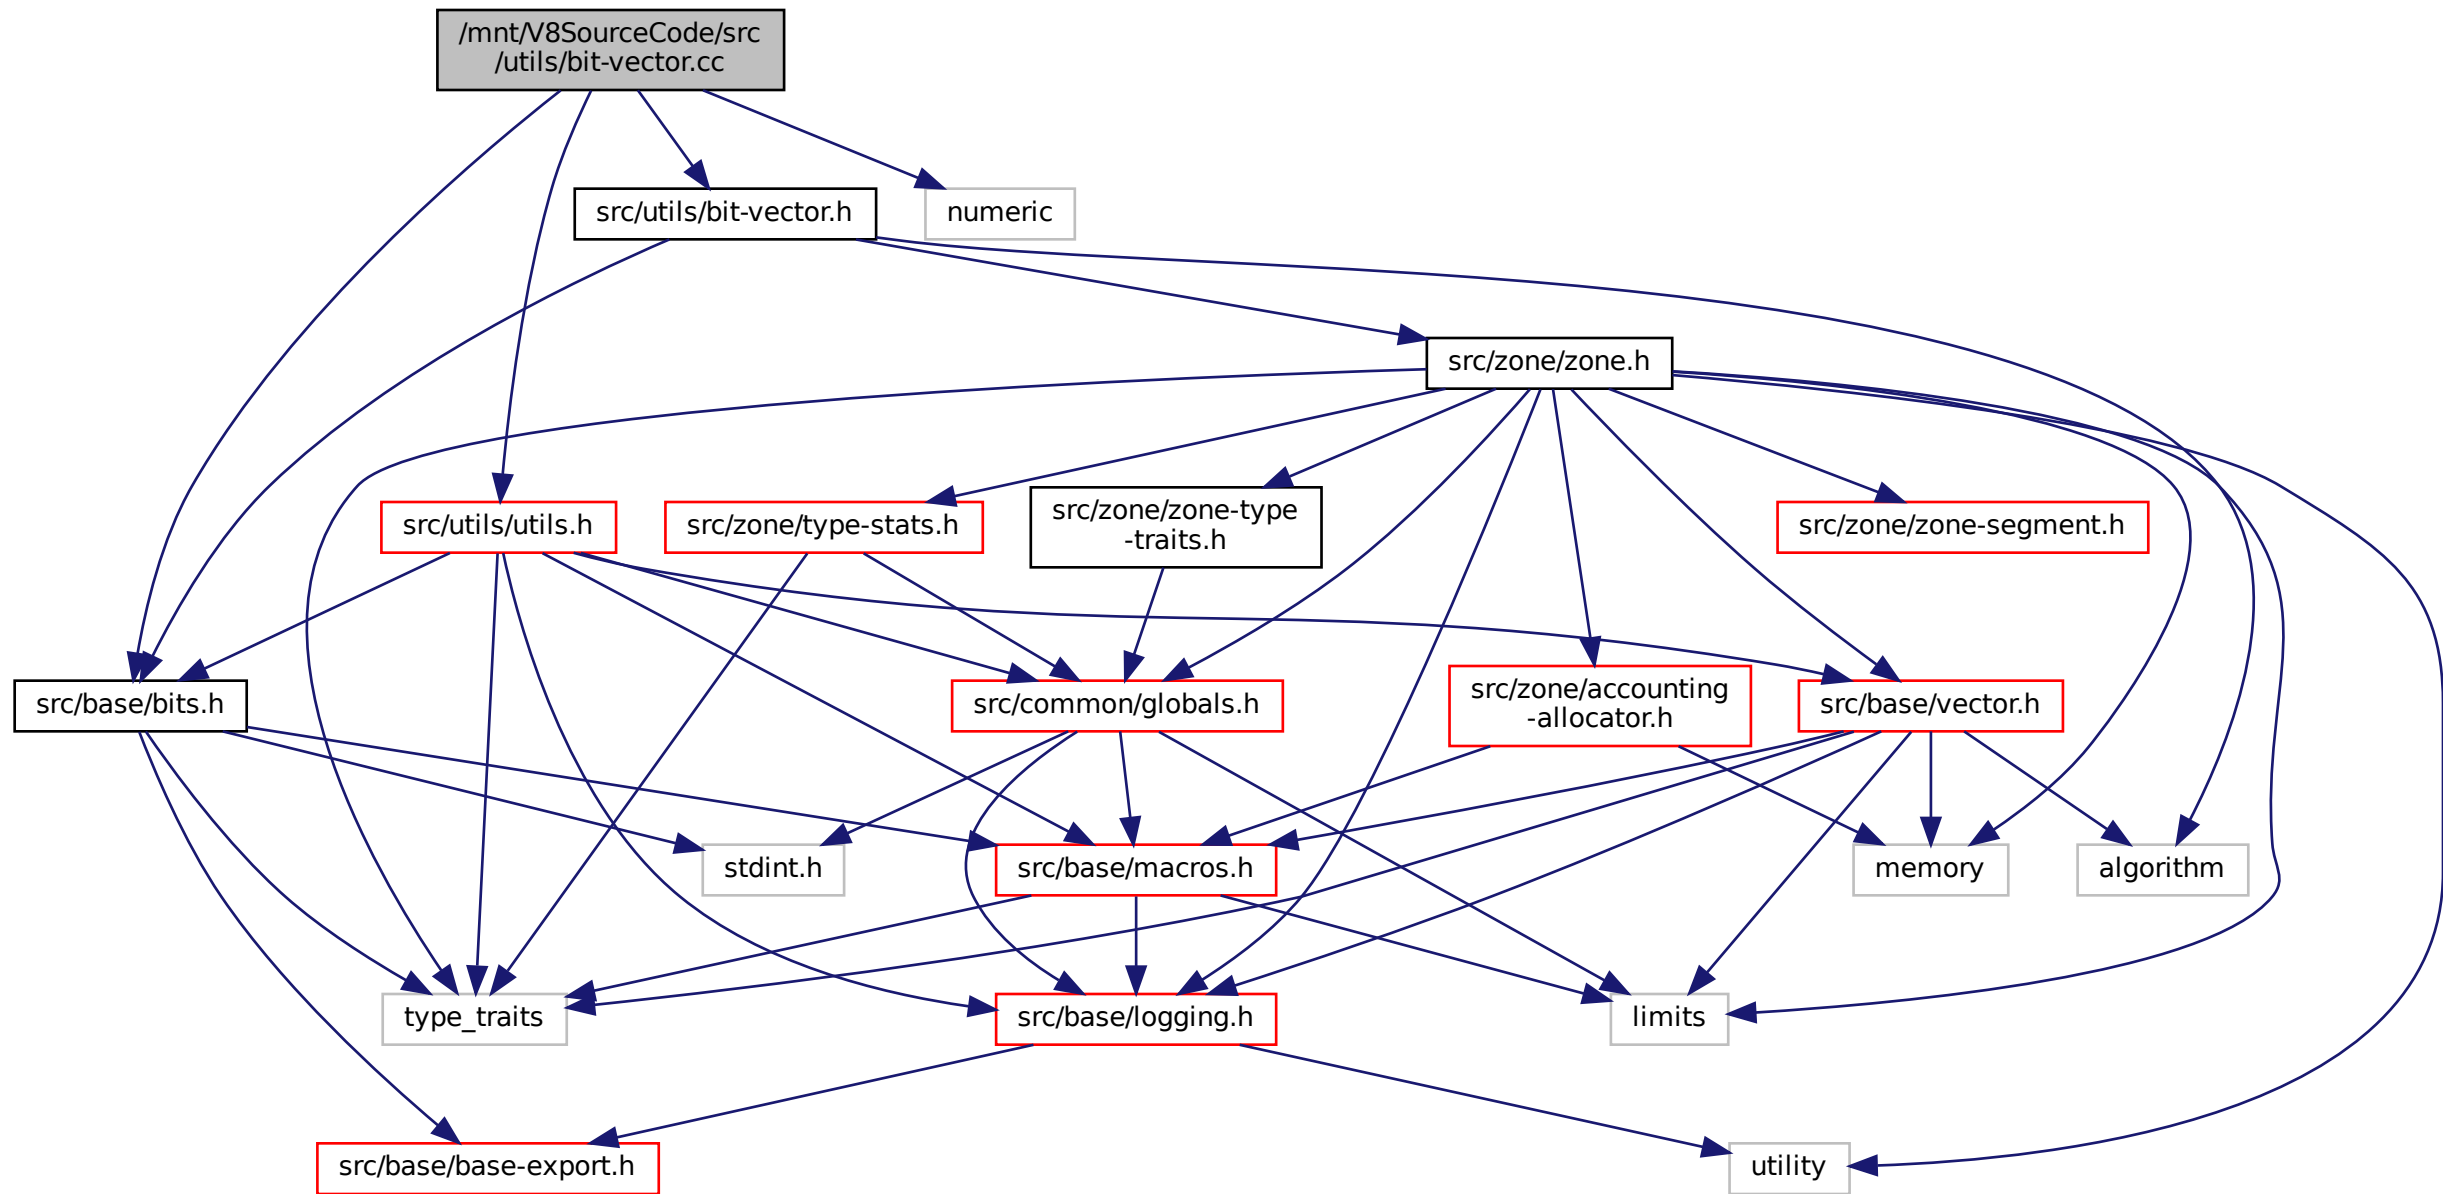 /mnt/V8SourceCode/src
/utils/bit-vector.cc
src/utils/bit-vector.h
numeric
src/zone/zone.h
src/utils/utils.h
src/zone/type-stats.h
src/zone/zone-type
-traits.h
src/zone/zone-segment.h
src/base/bits.h
src/common/globals.h
src/zone/accounting
-allocator.h
src/base/vector.h
stdint.h
src/base/macros.h
memory
algorithm
type_traits
src/base/logging.h
limits
src/base/base-export.h
utility